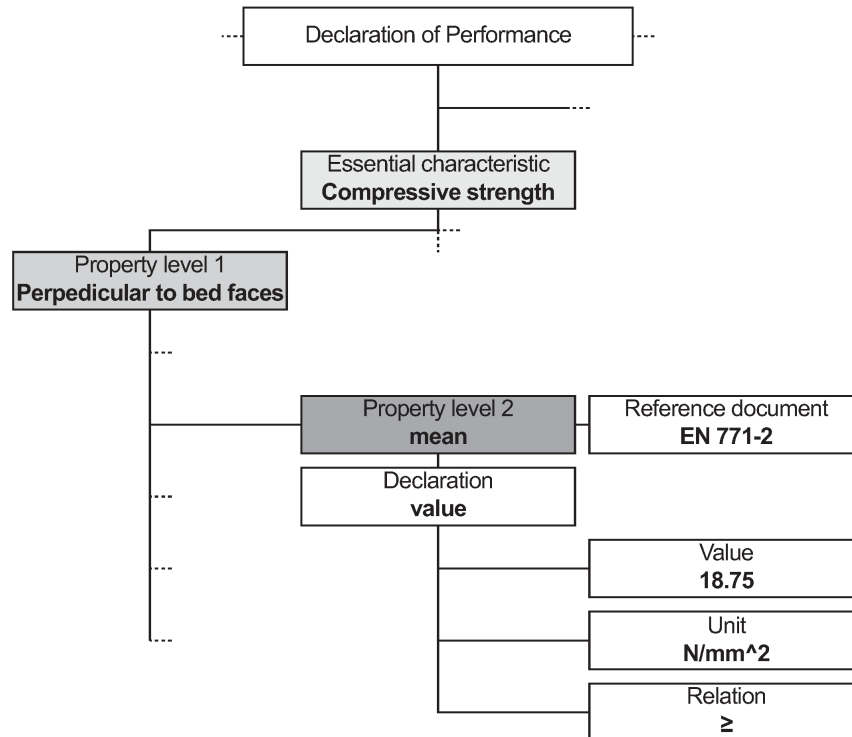 Declaration of Performance
Essential characteristic
Compressive strength
Property level 1
Perpedicular to bed faces
Property level 2
mean
Reference document
EN 771-2
Declaration
value
Value
18.75
Unit
N/mm^2
Relation
≥